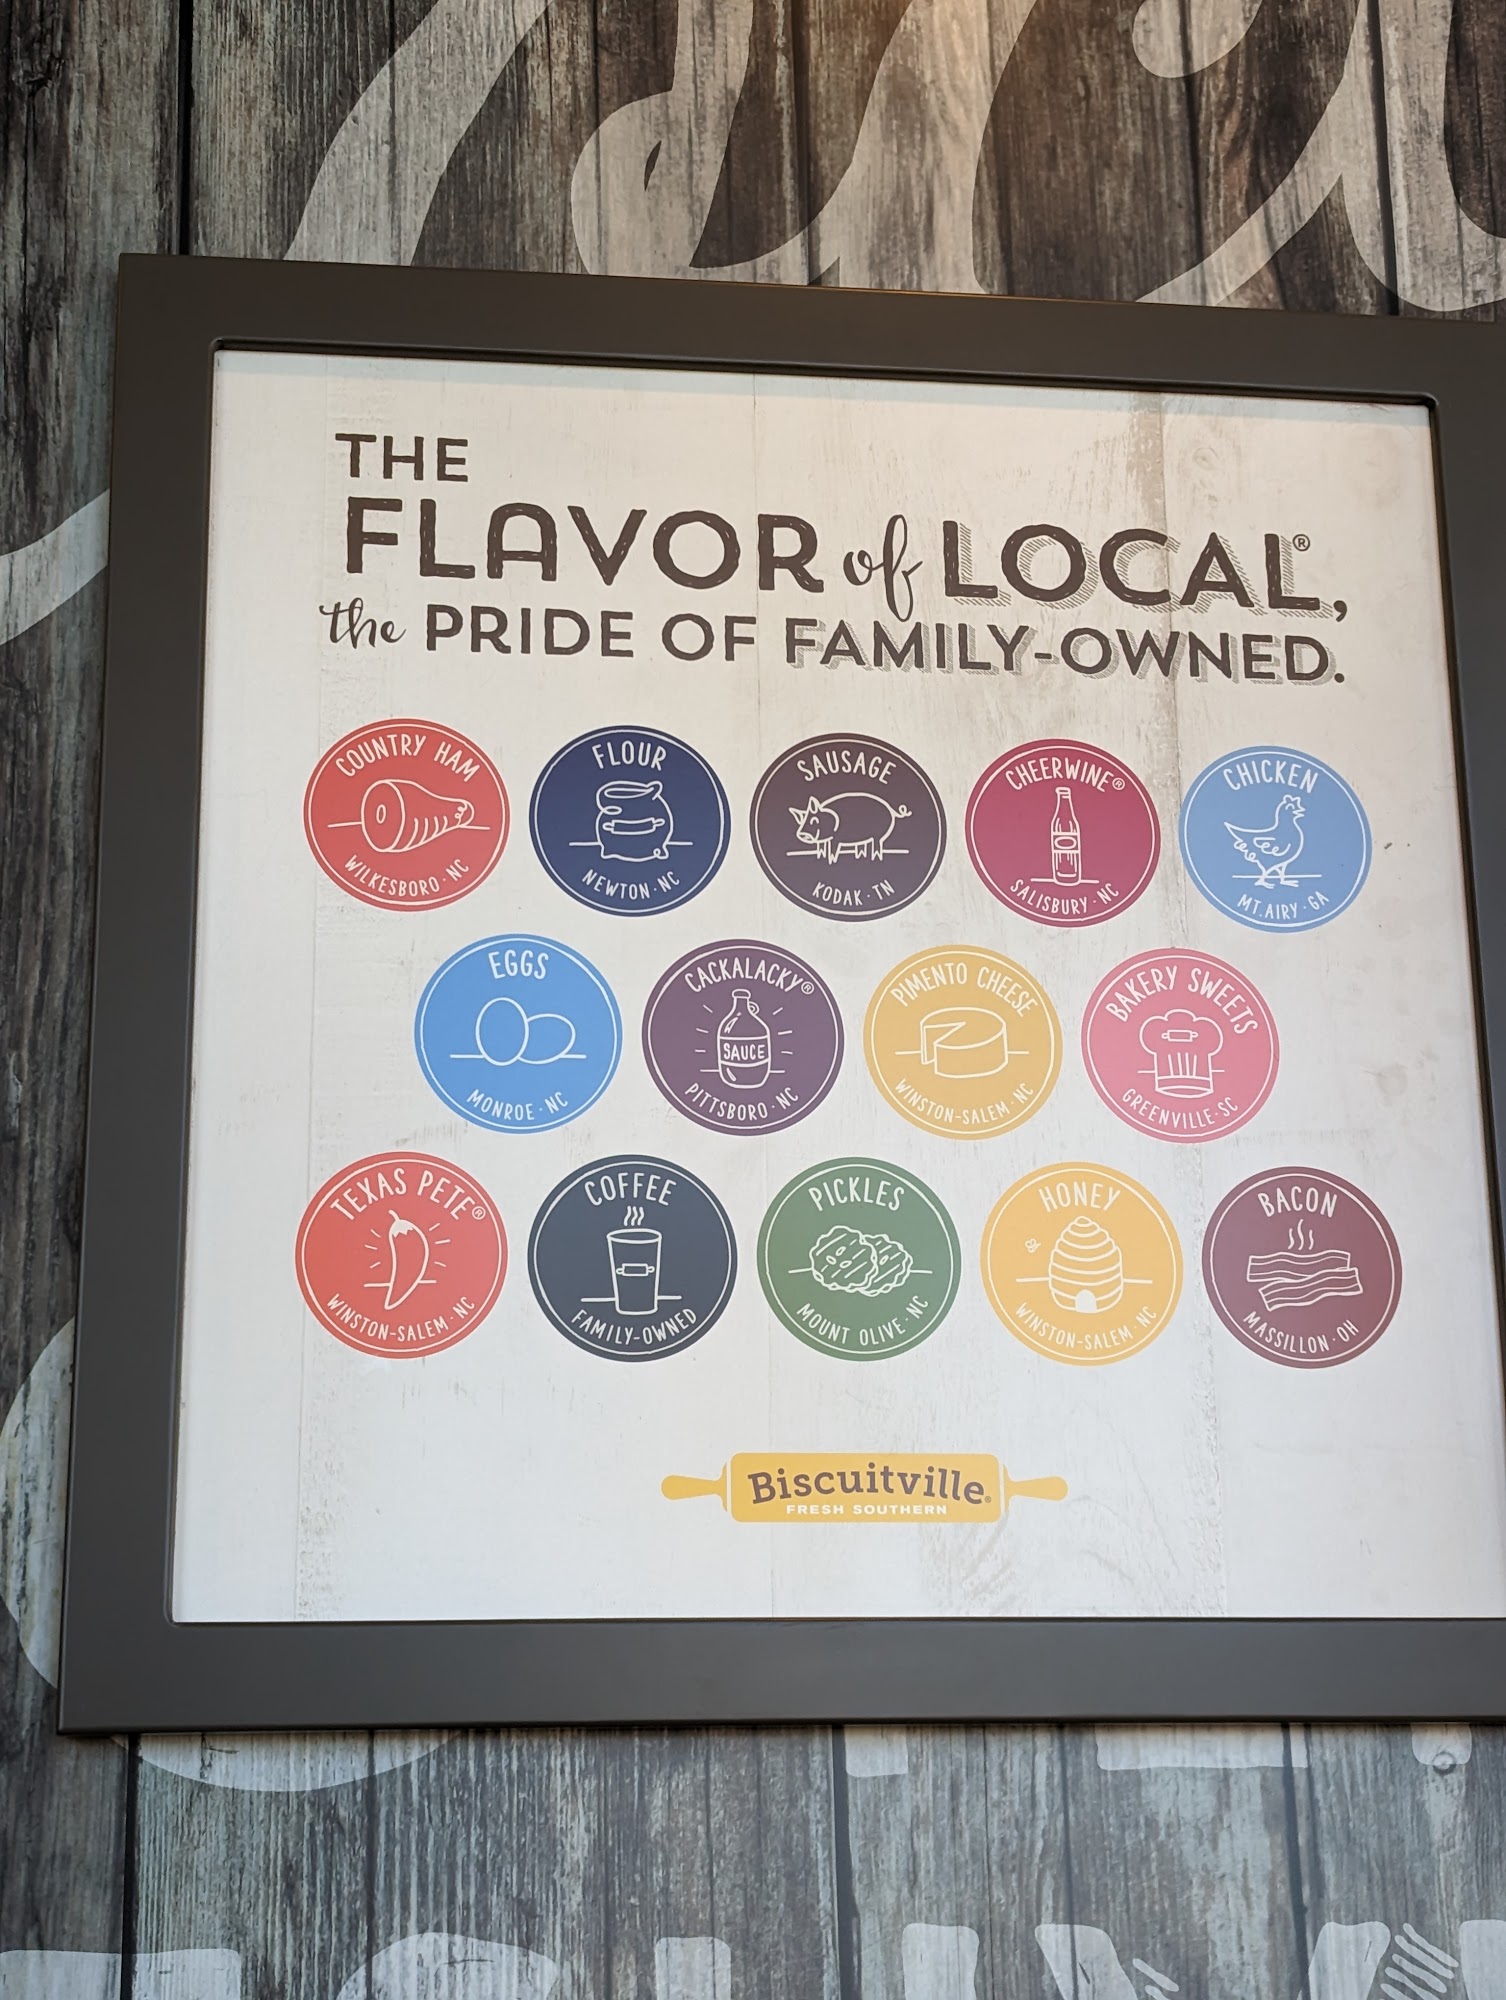 THE
FLAVOR of LOCAL®,
the PRIDE OF FAMILY-OWNED.
COUNTRY HAM
WILKESBORO · NC
FLOUR
NEWTON · NC
SAUSAGE
KODAK · TN
CHEERWINE®
SALISBURY · NC
CHICKEN
MT. AIRY · GA
EGGS
MONROE · NC
CACKALACKY®
SAUCE
PITTSBORO · NC
PIMENTO CHEESE
WINSTON-SALEM · NC
BAKERY SWEETS
GREENVILLE · SC
TEXAS PETE®
WINSTON-SALEM · NC
COFFEE
FAMILY-OWNED
PICKLES
MOUNT OLIVE · NC
HONEY
WINSTON-SALEM · NC
BACON
MASSILLON · OH
Biscuitville®
FRESH SOUTHERN